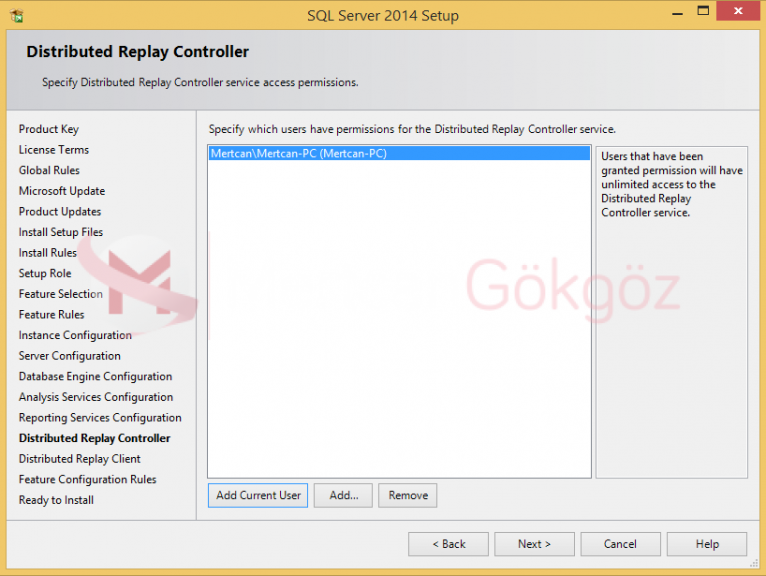 SQL Server 2014 Setup
Distributed Replay Controller
Specify Distributed Replay Controller service access permissions.
Product Key
License Terms
Global Rules
Microsoft Update
Product Updates
Install Setup Files
Install Rules
Setup Role
Feature Selection
Feature Rules
Instance Configuration
Server Configuration
Database Engine Configuration
Analysis Services Configuration
Reporting Services Configuration
Distributed Replay Controller
Distributed Replay Client
Feature Configuration Rules
Ready to Install
Specify which users have permissions for the Distributed Replay Controller service.
Mertcan\Mertcan-PC (Mertcan-PC)
Users that have been
granted permission will have
unlimited access to the
Distributed Replay
Controller service.
M
Gökgöz
Add Current User
Add...
Remove
< Back
Next >
Cancel
Help